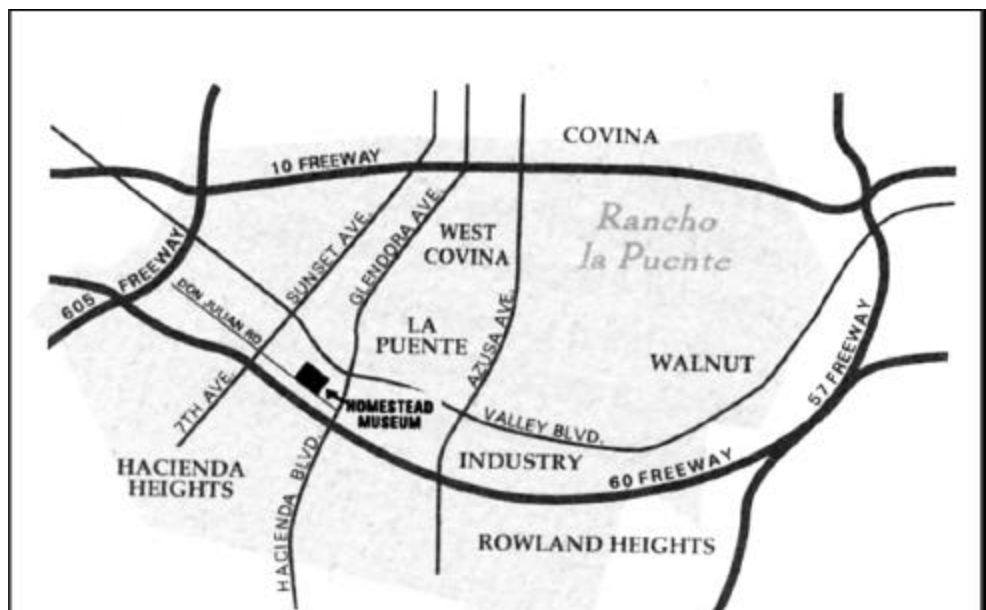 COVINA
10 FREEWAY
Rancho
la Puente
WEST
COVINA
SUNSET AVE.
GLENDORA AVE.
605 FREEWAY
DON JULIAN RD.
LA
PUENTE
AZUSA AVE.
WALNUT
57 FREEWAY
7TH AVE.
HOMESTEAD
MUSEUM
VALLEY BLVD.
HACIENDA
HEIGHTS
INDUSTRY
60 FREEWAY
HACIENDA BLVD.
ROWLAND HEIGHTS